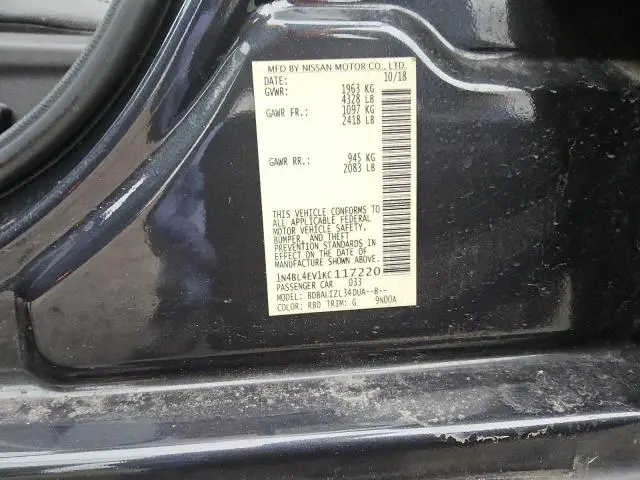 MFD BY NISSAN MOTOR CO., LTD.
DATE: 10/18
GVWR: 1963 KG
4328 LB
GAWR FR.: 1097 KG
2418 LB
GAWR RR.: 945 KG
2083 LB
THIS VEHICLE CONFORMS TO
ALL APPLICABLE FEDERAL
MOTOR VEHICLE SAFETY,
BUMPER, AND THEFT
PREVENTION STANDARDS IN
EFFECT ON THE DATE OF
MANUFACTURE SHOWN ABOVE.
1N4BL4EV1KC117220
PASSENGER CAR 033
MODEL: BDBALIZL34DUA--B--
COLOR: RBD TRIM: G 9N00A